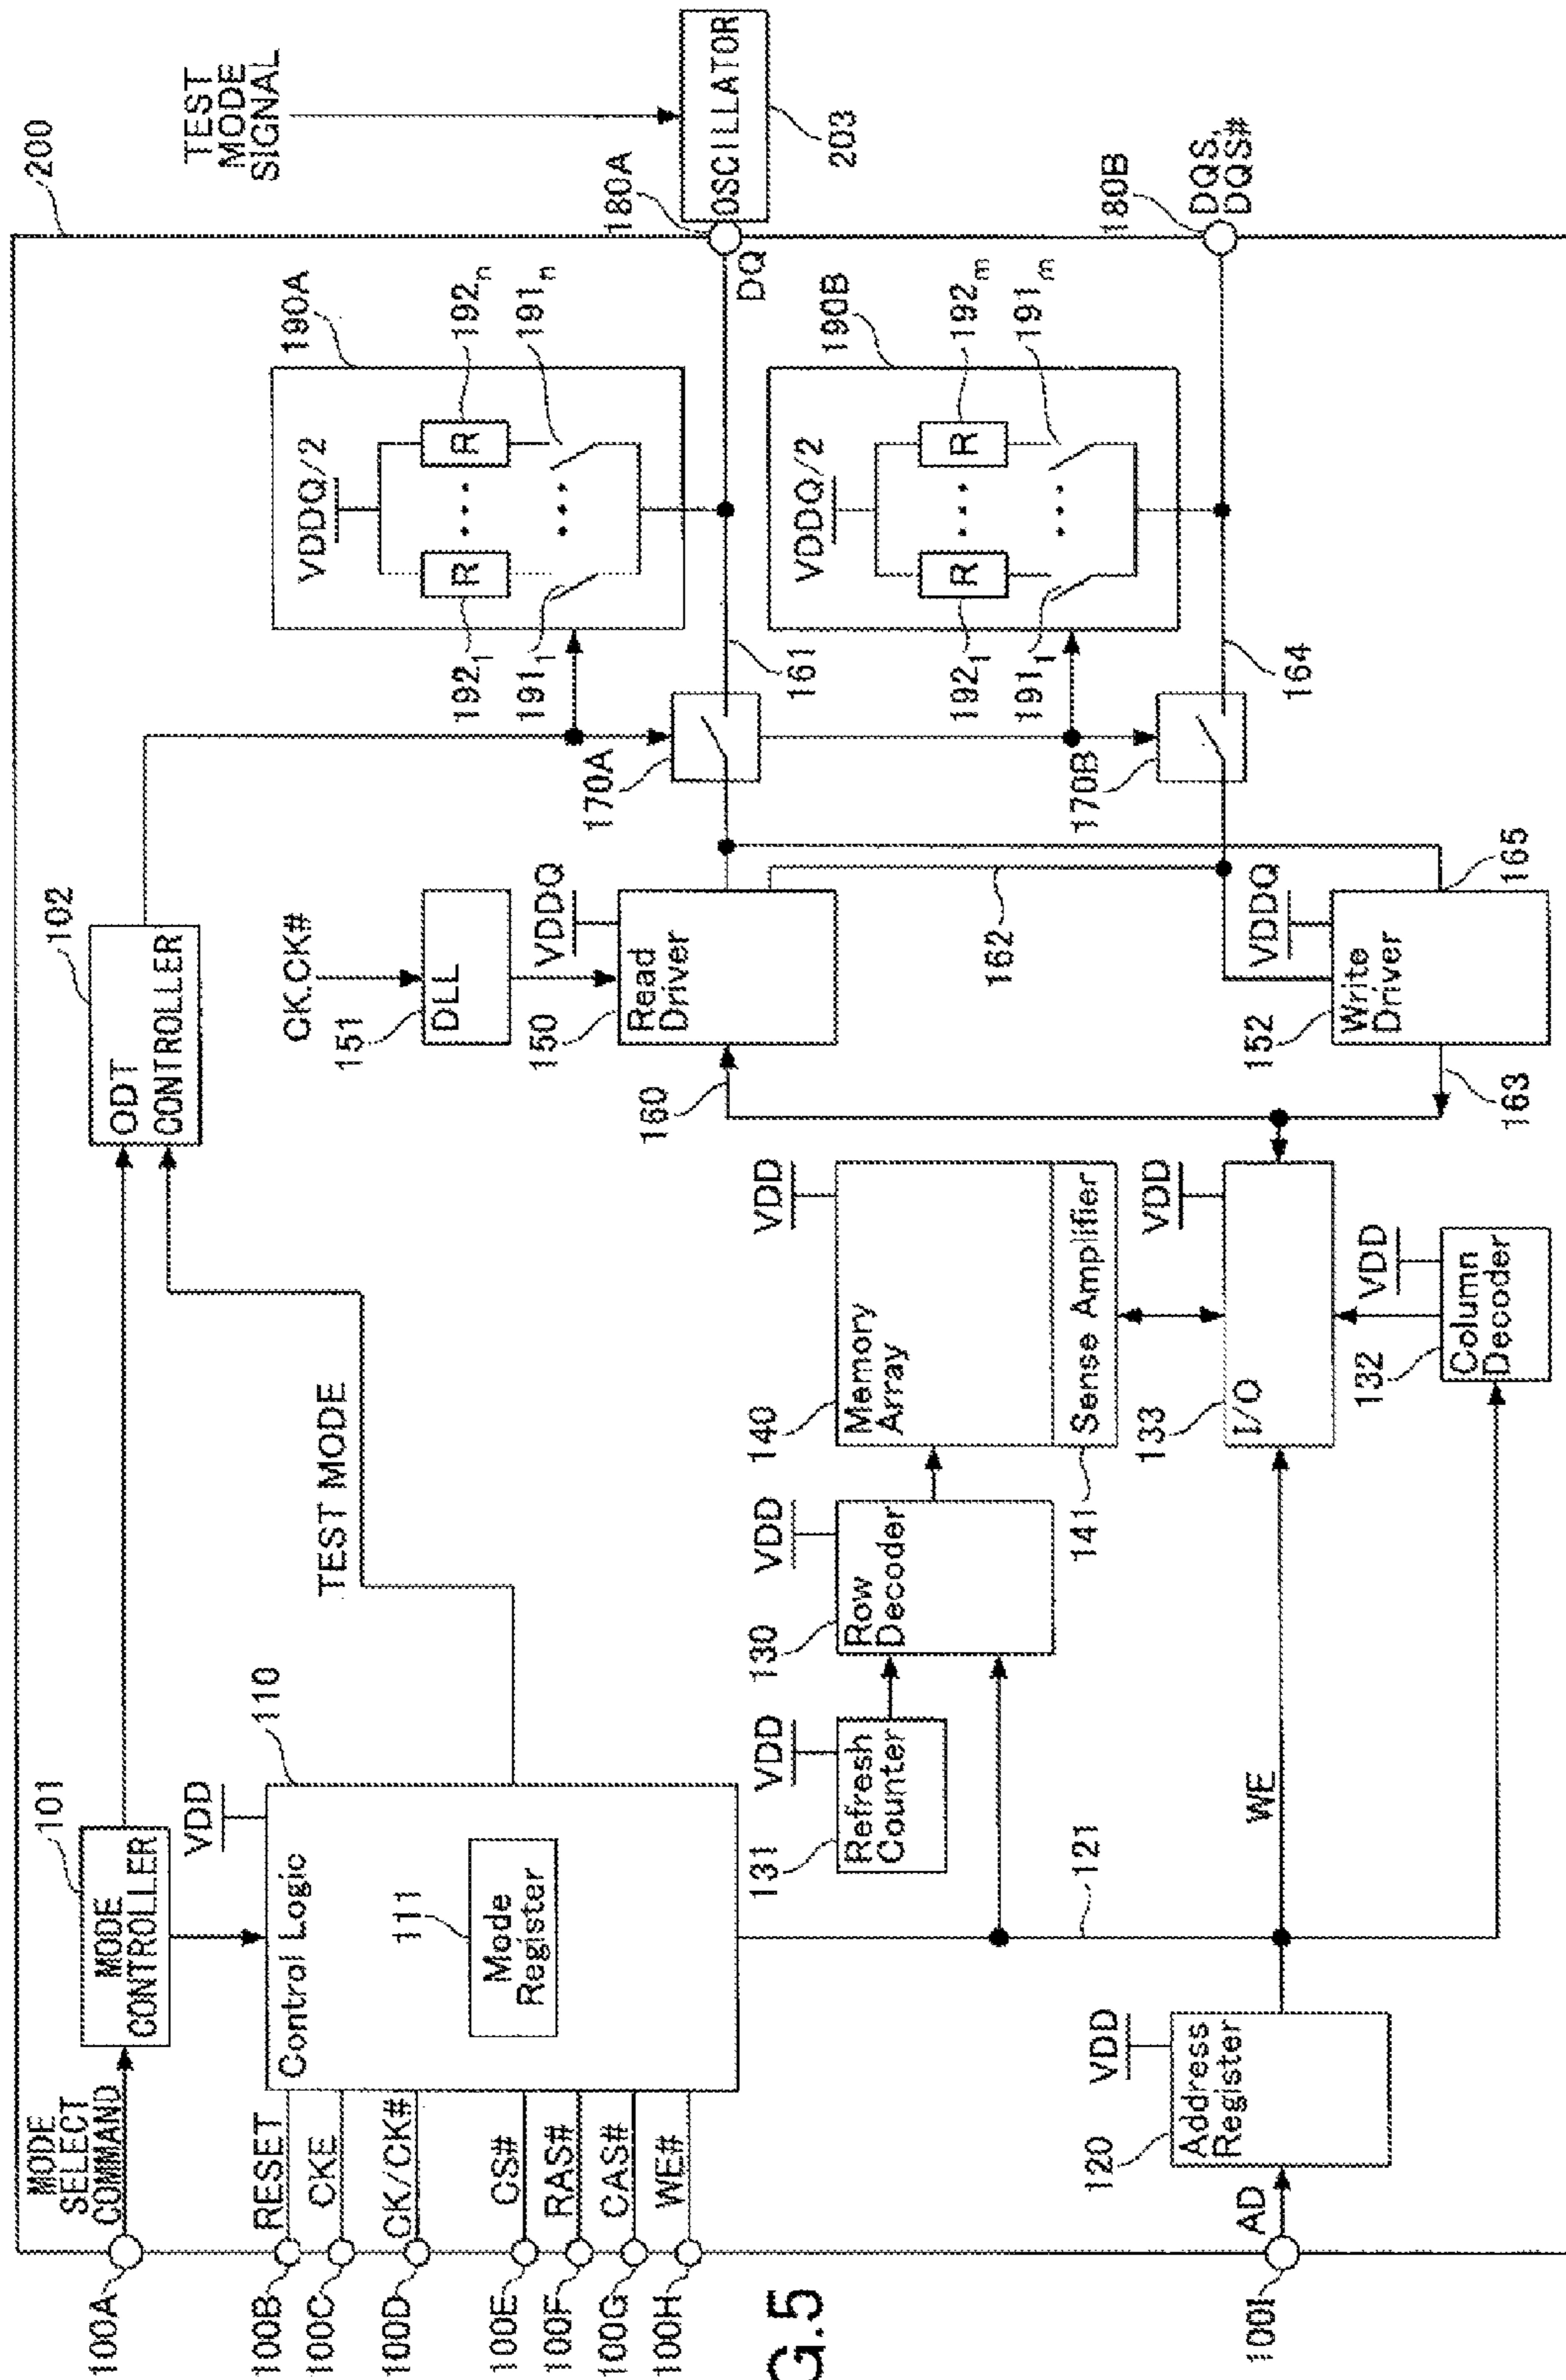 200
TEST
MODE
SIGNAL
OSCILLATOR
203
180A
DQ
180B
DQS,
DQS#
190A
VDDQ/2
R
R
192n
191n
1921
1911
161
190B
VDDQ/2
R
R
192m
191m
1921
1911
164
170A
170B
102
ODT
CONTROLLER
CK.CK#
DLL
151
VDDQ
Read
Driver
150
162
VDDQ
Write
Driver
152
165
160
163
TEST MODE
VDD
Memory
Array
140
Sense Amplifier
141
VDD
I/O
133
VDD
Column
Decoder
132
VDD
Row
Decoder
130
VDD
Refresh
Counter
131
101
MODE
CONTROLLER
VDD
110
Control Logic
111
Mode
Register
121
WE
VDD
Address
Register
120
MODE
SELECT
COMMAND
RESET
CKE
CK/CK#
CS#
RAS#
CAS#
WE#
AD
100A
100B
100C
100D
100E
100F
100G
100H
100I
G.5